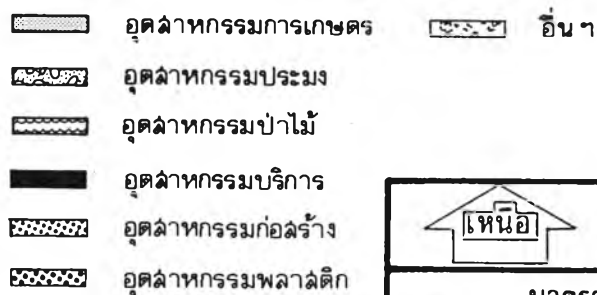 อุตสาหกรรมการเกษตร
อื่น ๆ
อุตสาหกรรมประมง
อุตสาหกรรมป่าไม้
อุตสาหกรรมบริการ
อุตสาหกรรมก่อสร้าง
อุตสาหกรรมพลาสติก
เหนือ